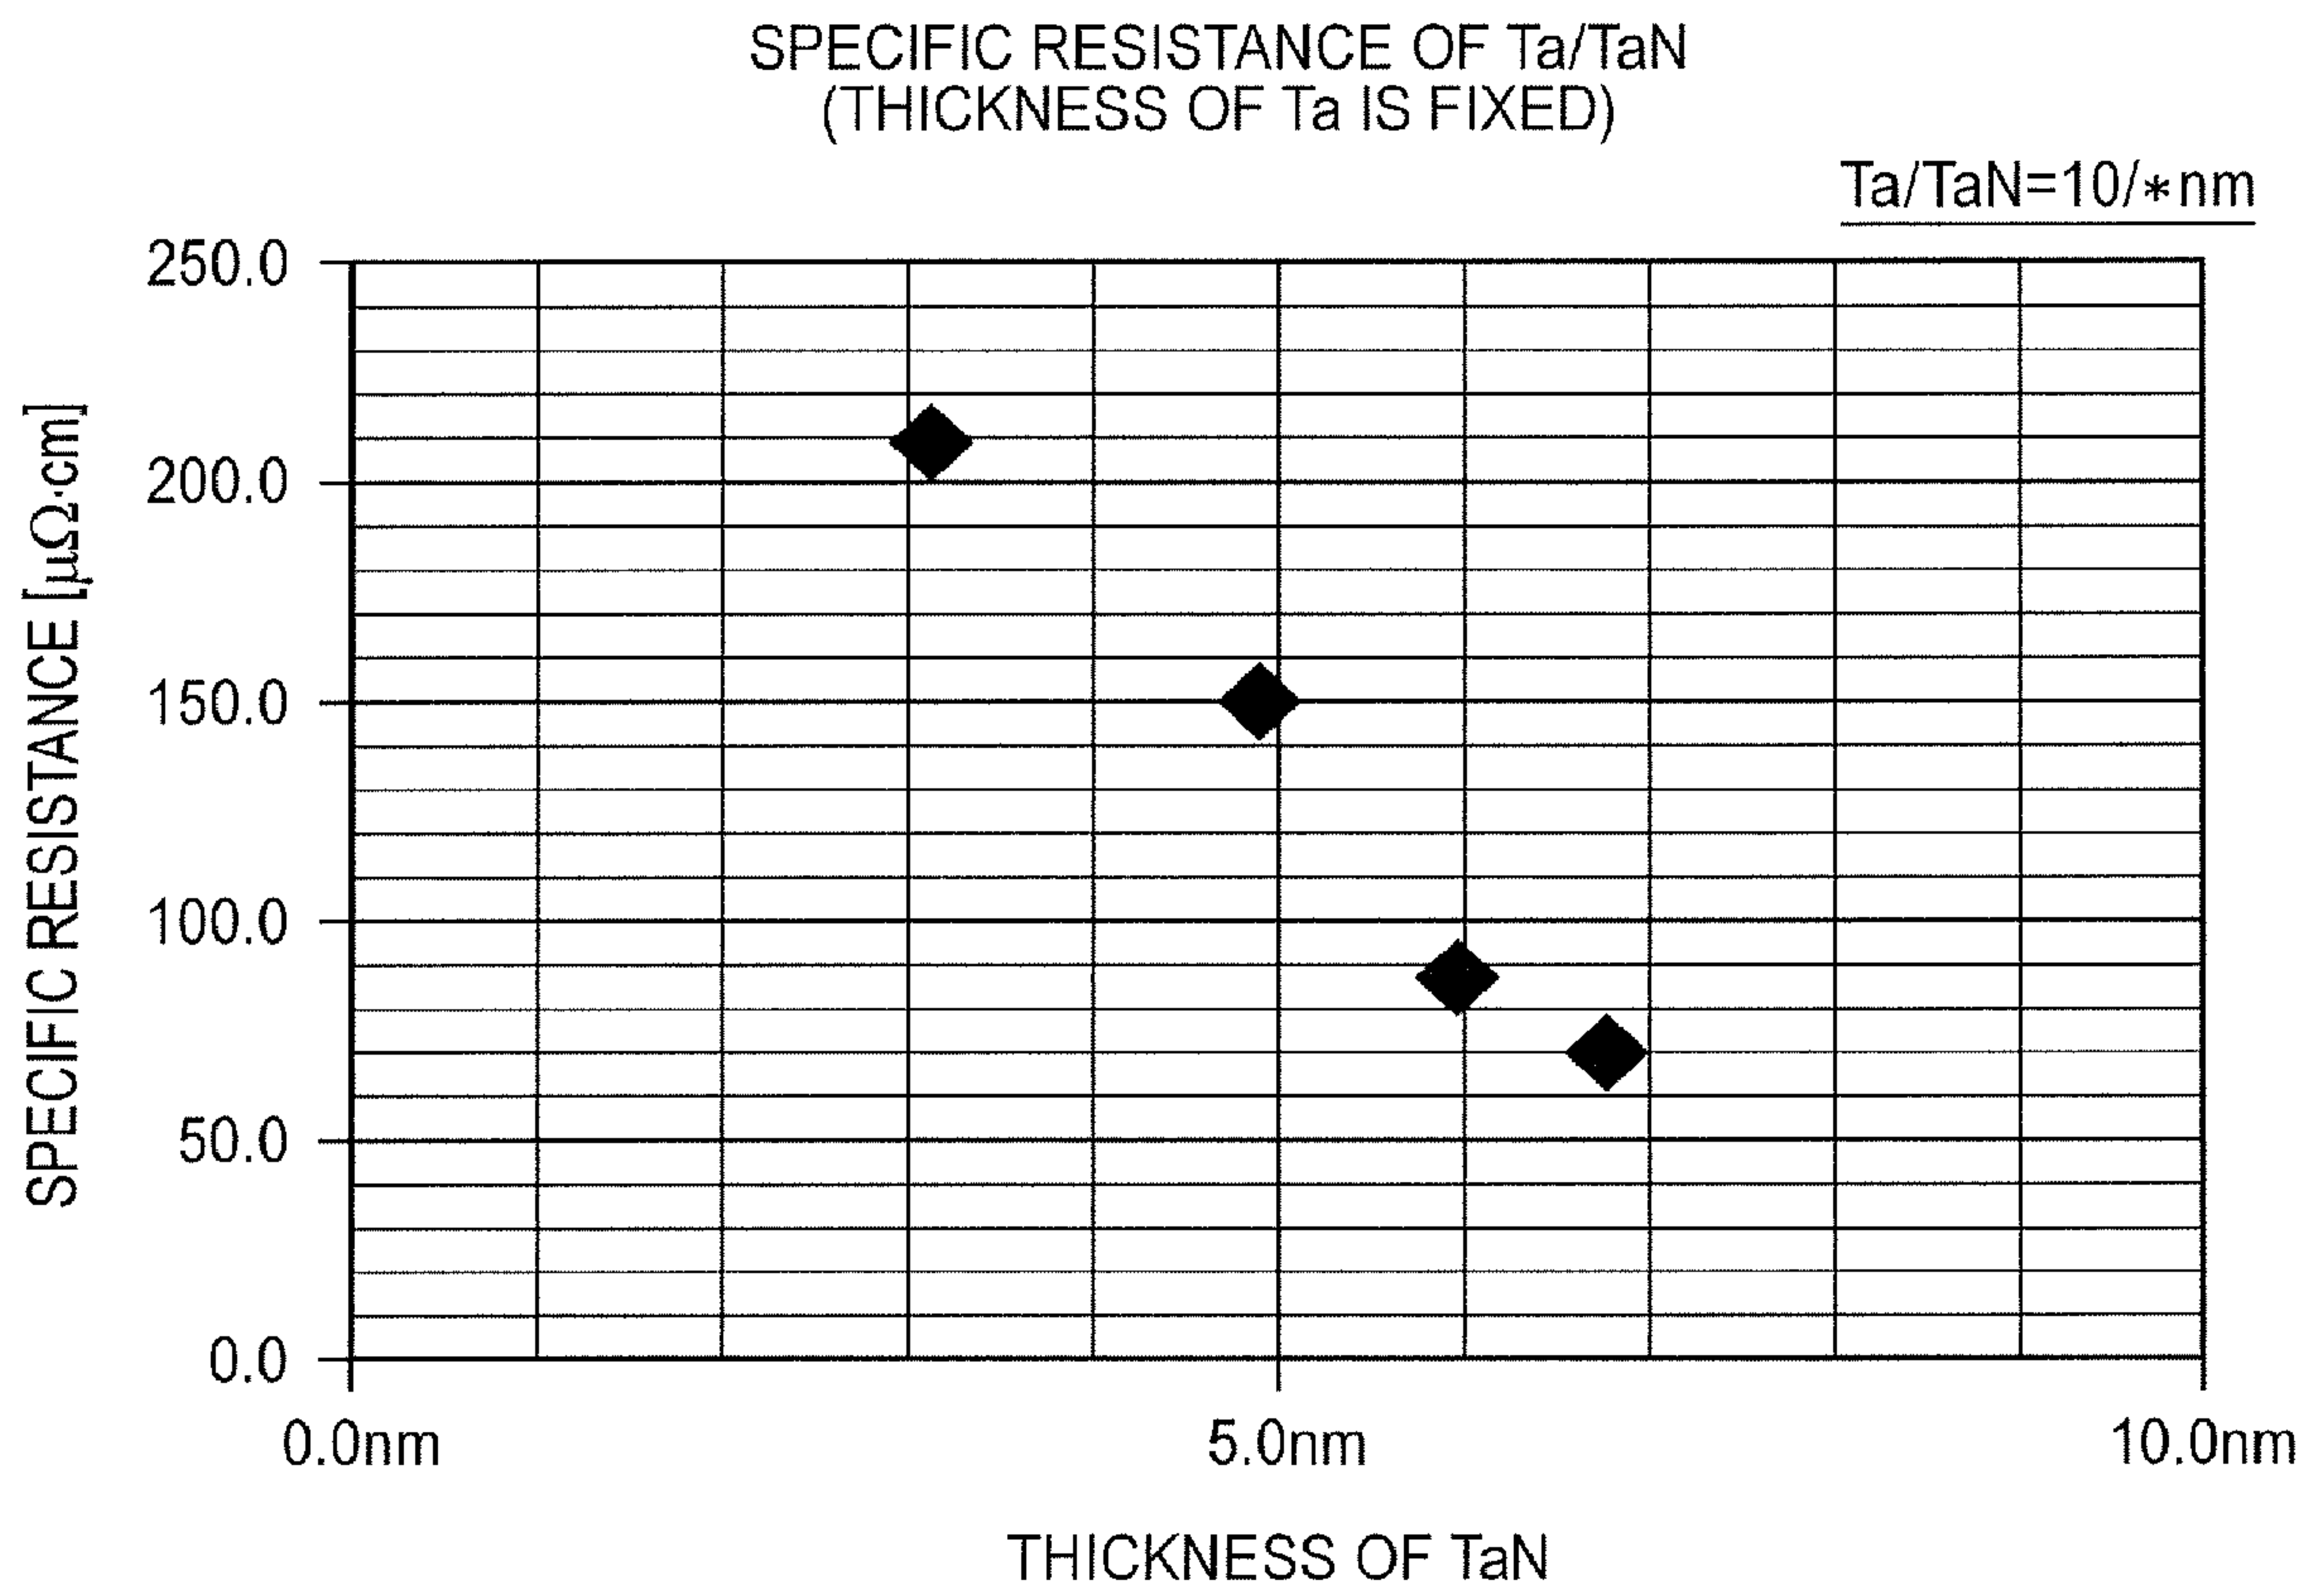 SPECIFIC RESISTANCE OF Ta/TaN
(THICKNESS OF Ta IS FIXED)
Ta/TaN=10/*nm
250.0
200.0
150.0
100.0
50.0
0.0
SPECIFIC RESISTANCE [μΩ·cm]
0.0nm
5.0nm
10.0nm
THICKNESS OF TaN